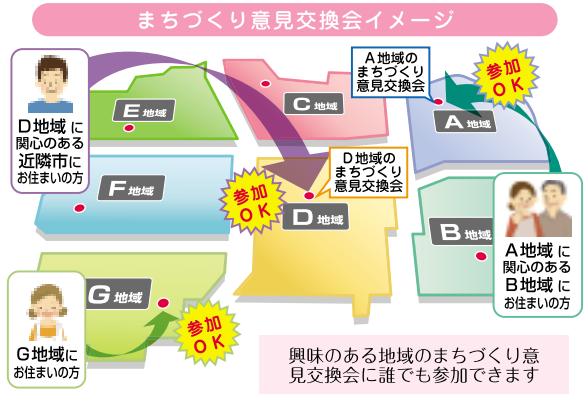 まちづくり意見交換会イメージ
D地域に
関心のある
近隣市に
お住まいの方
E地域
C地域
A地域の
まちづくり
意見交換会
参加
OK
A地域
F地域
参加
OK
D地域の
まちづくり
意見交換会
D地域
B地域
A地域に
関心のある
B地域に
お住まいの方
G地域
参加
OK
G地域に
お住まいの方
興味のある地域のまちづくり意
見交換会に誰でも参加できます